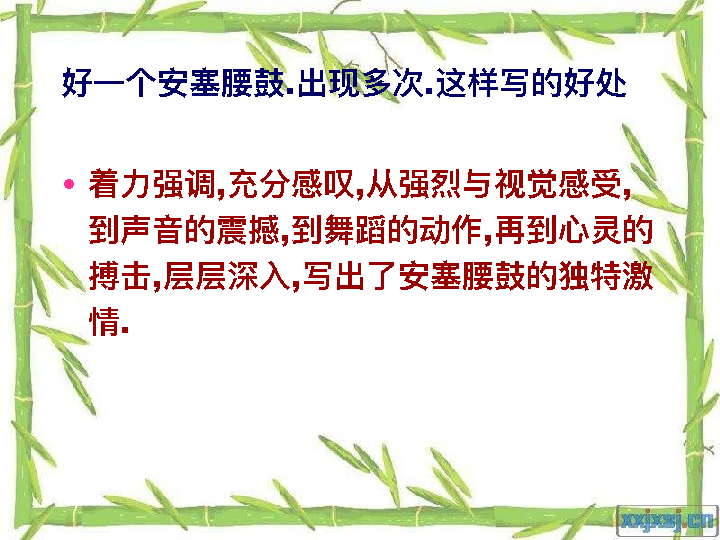 好一个安塞腰鼓.出现多次.这样写的好处
• 着力强调,充分感叹,从强烈与视觉感受,
到声音的震撼,到舞蹈的动作,再到心灵的
搏击,层层深入,写出了安塞腰鼓的独特激
情.
xxjxsj.cn